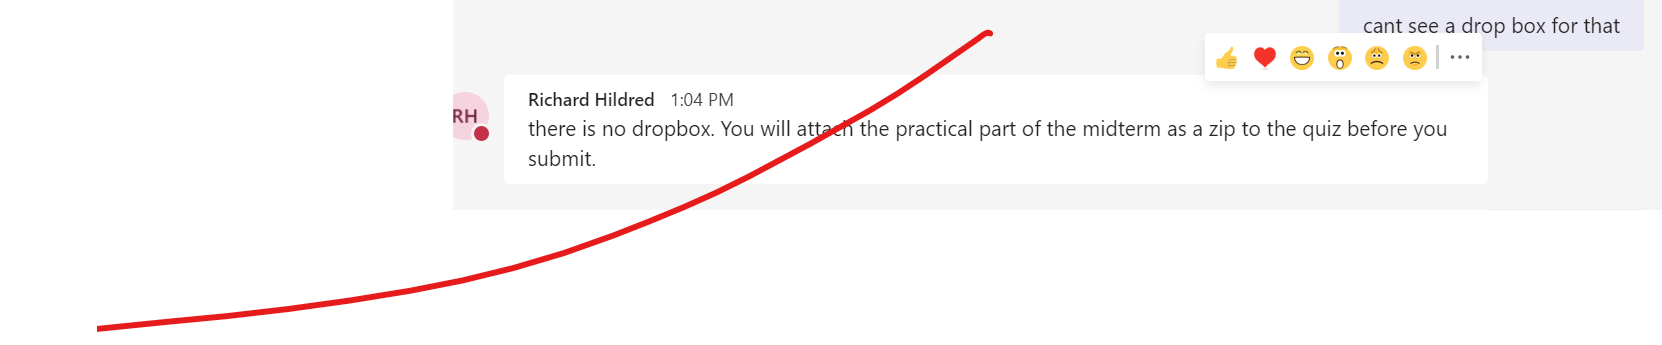 cant see a drop box for that
Richard Hildred 1:04 PM
RH
there is no dropbox. You will attach the practical part of the midterm as a zip to the quiz before you
submit.